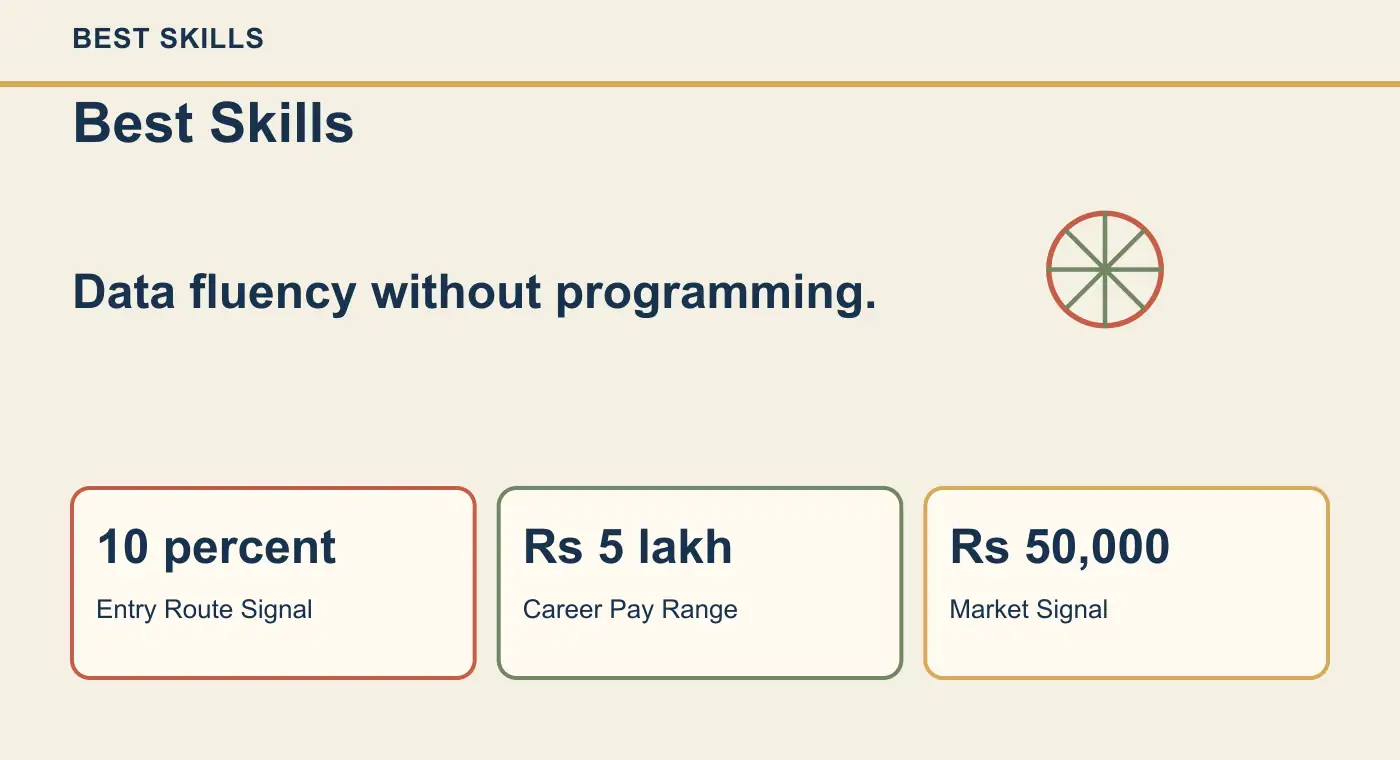 BEST SKILLS
Best Skills
Data fluency without programming.
10 percent
Entry Route Signal
Rs 5 lakh
Career Pay Range
Rs 50,000
Market Signal